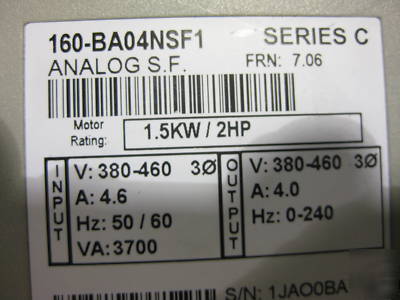 160-BA04NSF1 SERIES C
ANALOG S.F. FRN: 7.06
Motor Rating: 1.5KW / 2HP
INPUT
V: 380-460 3Ø
A: 4.6
Hz: 50 / 60
VA: 3700
OUTPUT
V: 380-460 3Ø
A: 4.0
Hz: 0-240
S/N: 1JAO0BA